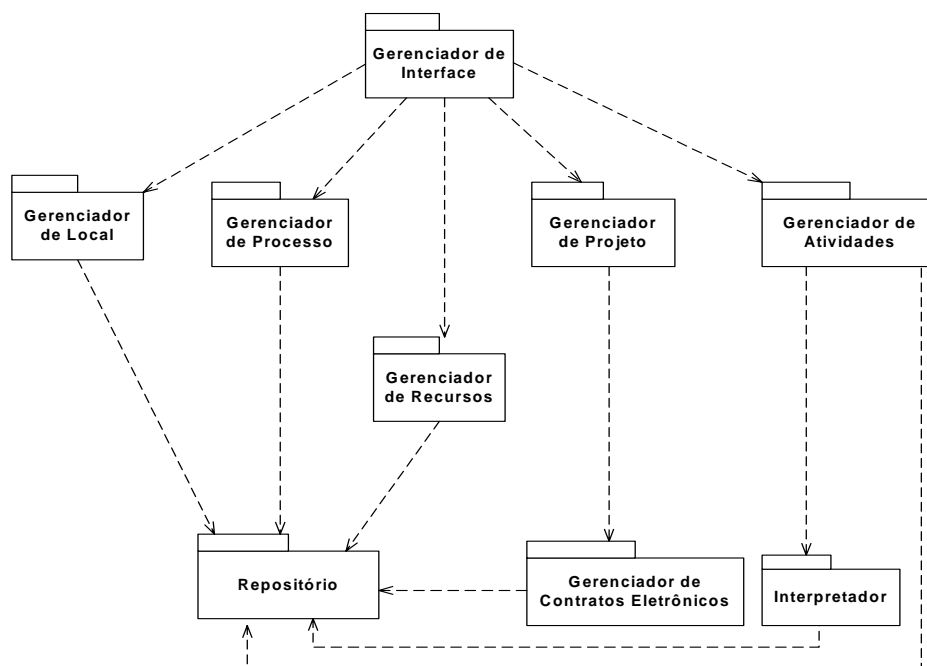 Gerenciador de
Interface
Gerenciador
de Local
Gerenciador
de Processo
Gerenciador
de Projeto
Gerenciador de
Atividades
Gerenciador
de Recursos
Repositório
Gerenciador de
Contratos Eletrônicos
Interpretador